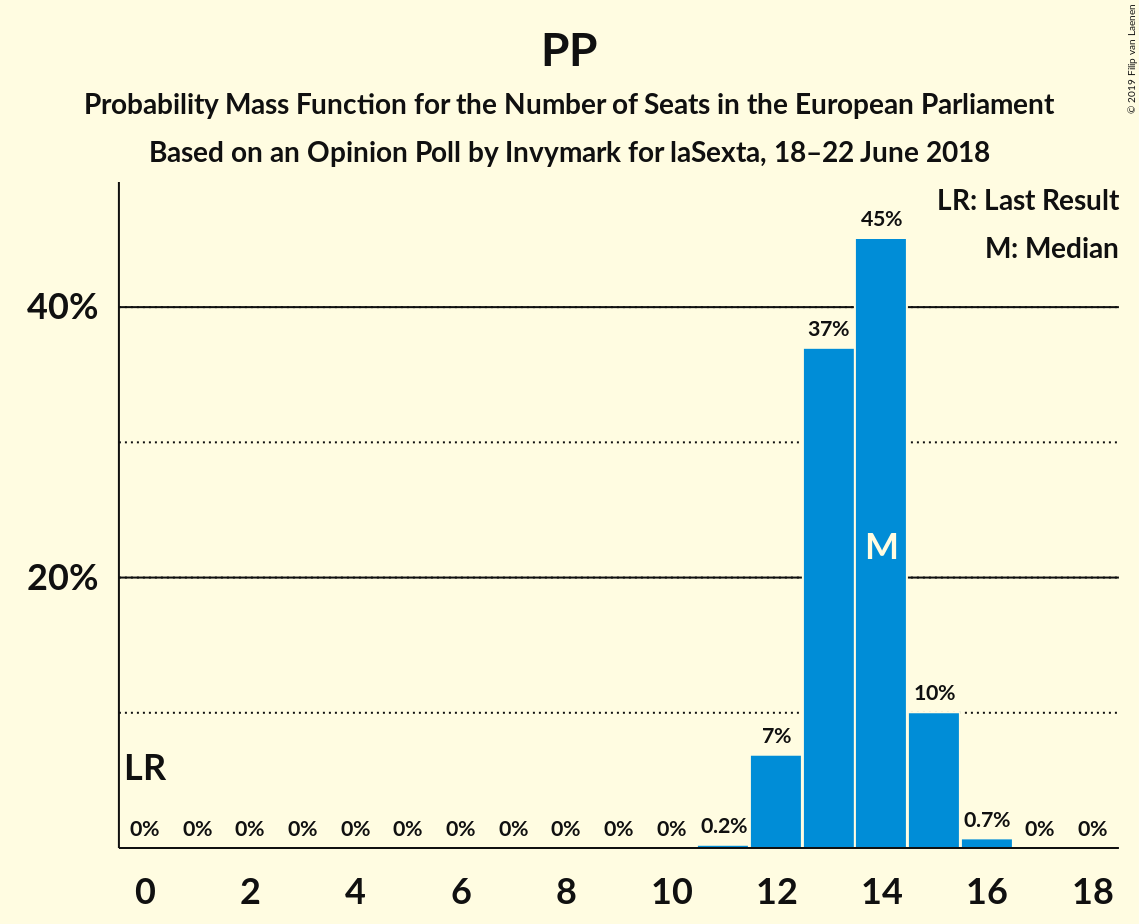 PP
Probability Mass Function for the Number of Seats in the European Parliament
Based on an Opinion Poll by Invymark for laSexta, 18–22 June 2018
© 2019 Filip van Laenen
LR: Last Result
M: Median
45%
40%
37%
M
20%
10%
7%
LR
0% 0% 0% 0% 0% 0% 0% 0% 0% 0% 0% 0.2% 0.7% 0% 0%
0 2 4 6 8 10 12 14 16 18